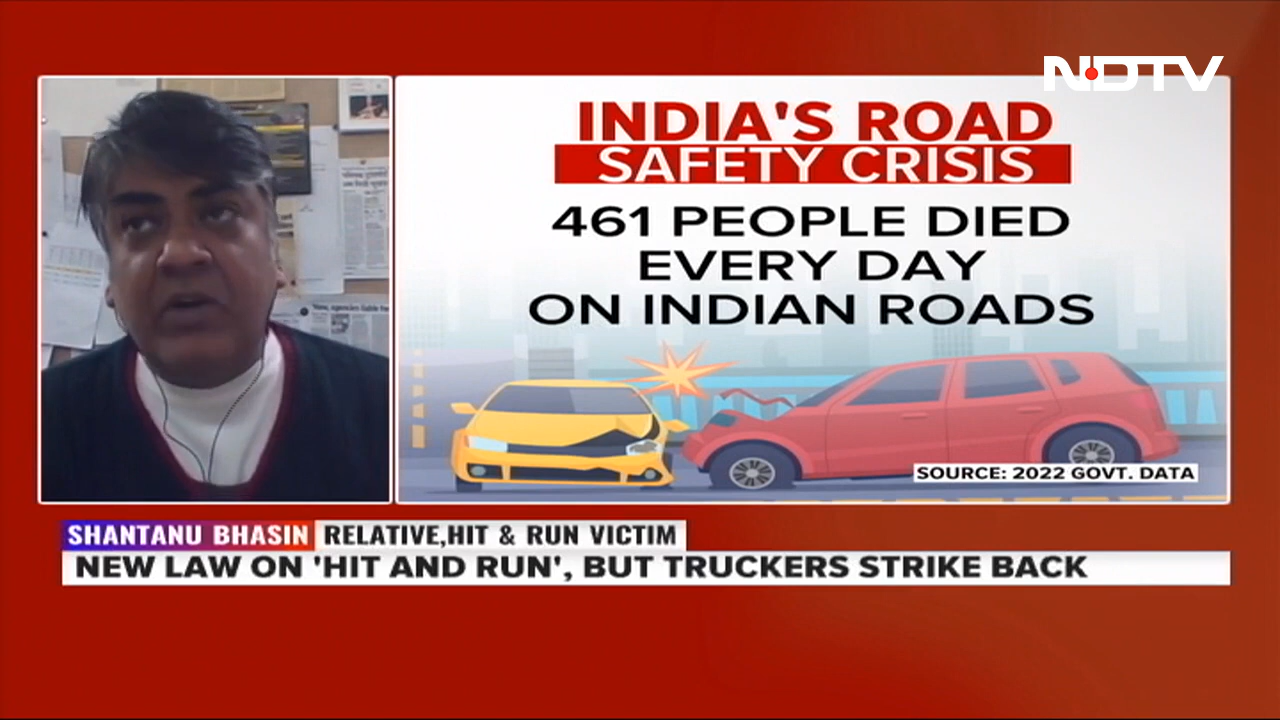 NDTV
INDIA'S ROAD
SAFETY CRISIS
461 PEOPLE DIED
EVERY DAY
ON INDIAN ROADS
SOURCE: 2022 GOVT. DATA
SHANTANU BHASIN RELATIVE,HIT & RUN VICTIM
NEW LAW ON 'HIT AND RUN', BUT TRUCKERS STRIKE BACK